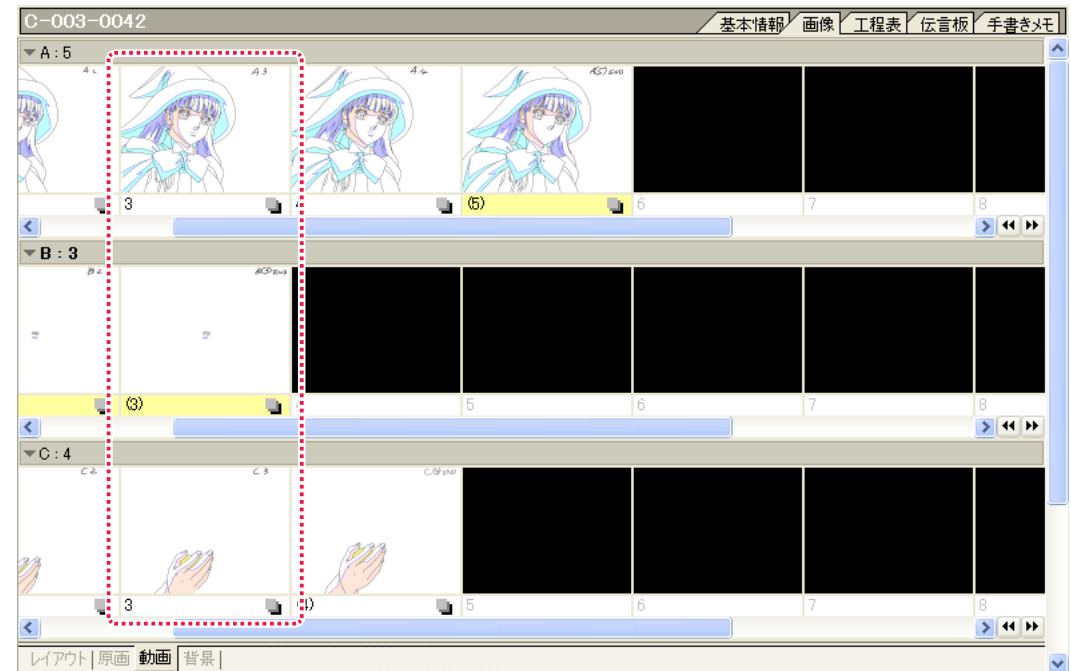 C-003-0042 基本情報 画像 工程表 伝言板 手書きメモ
A : 5
A3 A4
3 (5) 6 7 8
B : 3
B2
(3) 5 6 7 8
C : 4
C2 C3
3 5 6 7 8
レイアウト 原画 動画 背景